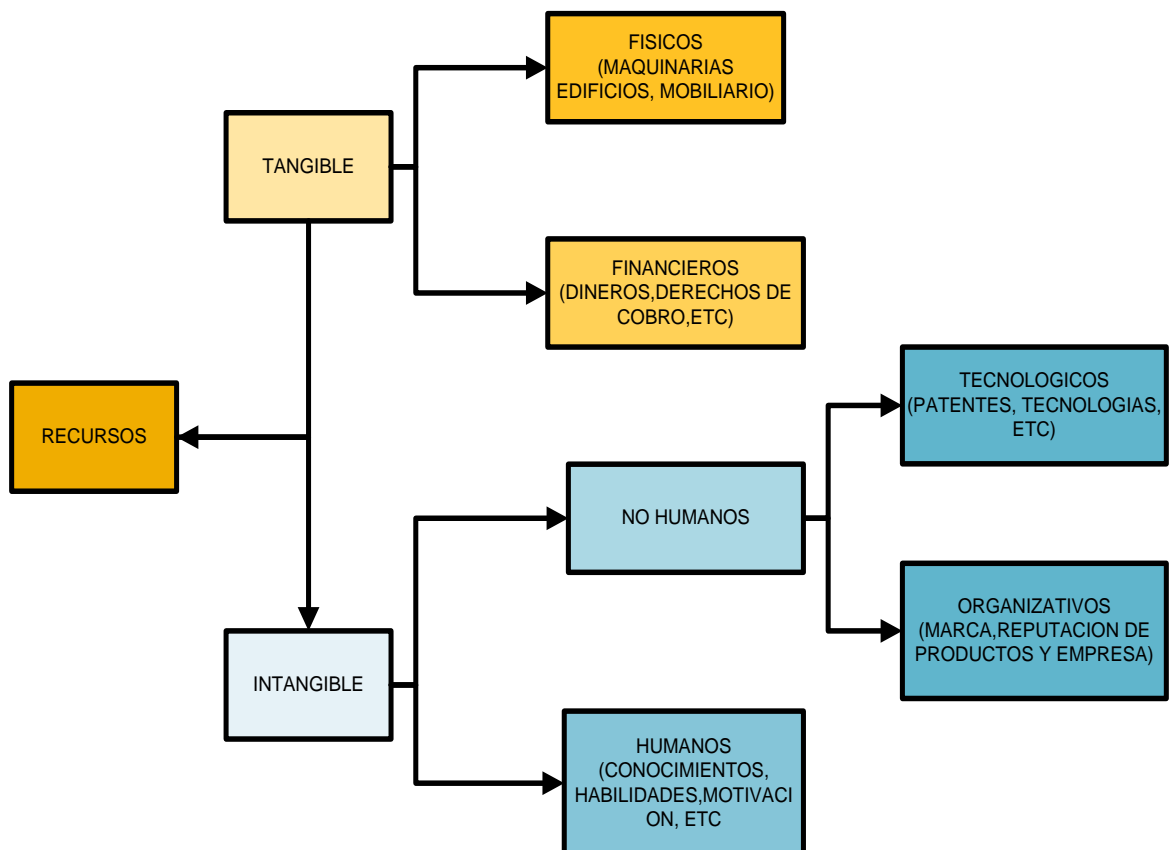 FISICOS
(MAQUINARIAS
EDIFICIOS, MOBILIARIO)
TANGIBLE
FINANCIEROS
(DINEROS,DERECHOS DE
COBRO,ETC)
RECURSOS
TECNOLOGICOS
(PATENTES, TECNOLOGIAS,
ETC)
NO HUMANOS
ORGANIZATIVOS
(MARCA,REPUTACION DE
PRODUCTOS Y EMPRESA)
INTANGIBLE
HUMANOS
(CONOCIMIENTOS,
HABILIDADES,MOTIVACI
ON, ETC